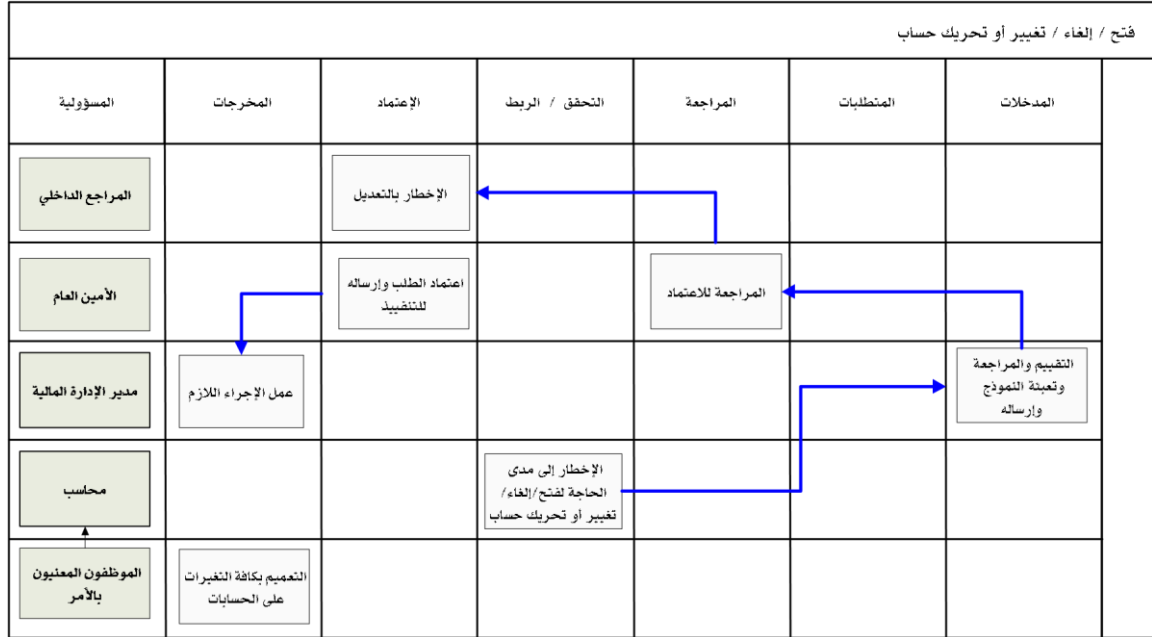 فتح / إلغاء / تغيير أو تحريك حساب
المدخلات
المتطلبات
المراجعة
التحقق / الربط
الإعتماد
المخرجات
المسؤولية
الإخطار بالتعديل
المراجع الداخلي
المراجعة للاعتماد
اعتماد الطلب وإرساله
للتنفييذ
الأمين العام
التقييم والمراجعة
وتعبئة النموذج
وإرساله
عمل الإجراء اللازم
مدير الإدارة المالية
الإخطار إلى مدى
الحاجة لفتح/إلغاء/
تغيير أو تحريك حساب
محاسب
التعميم بكافة التغيرات
على الحسابات
الموظفون المعنيون
بالأمر